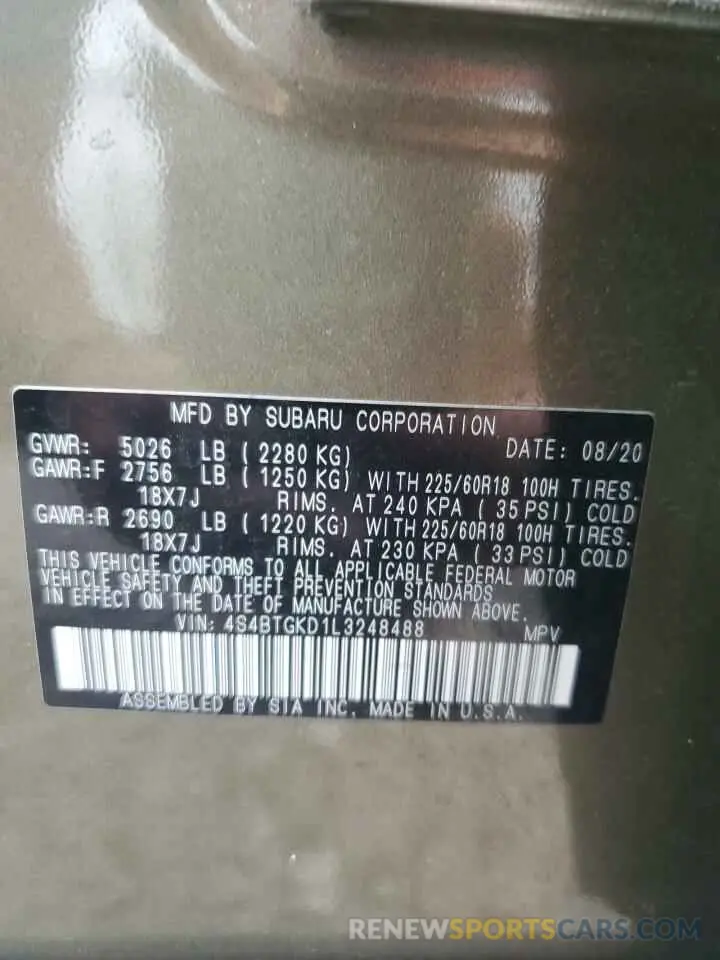 MFD BY SUBARU CORPORATION
GVWR: 5026 LB ( 2280 KG) DATE: 08/20
GAWR:F 2756 LB ( 1250 KG) WITH 225/60R18 100H TIRES.
18X7J RIMS. AT 240 KPA ( 35 PSI) COLD
GAWR:R 2690 LB ( 1220 KG) WITH 225/60R18 100H TIRES.
18X7J RIMS. AT 230 KPA ( 33 PSI) COLD
THIS VEHICLE CONFORMS TO ALL APPLICABLE FEDERAL MOTOR
VEHICLE SAFETY AND THEFT PREVENTION STANDARDS
IN EFFECT ON THE DATE OF MANUFACTURE SHOWN ABOVE.
VIN: 4S4BTGKD1L3248488 MPV
ASSEMBLED BY SIA INC. MADE IN U.S.A.
RENEWSPORTSCARS.COM